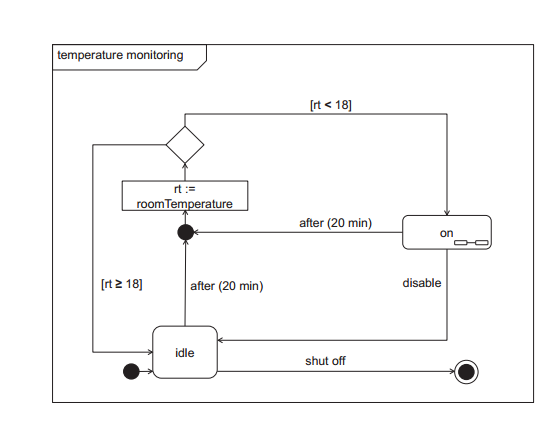 temperature monitoring
[rt < 18]
rt :=
roomTemperature
after (20 min)
on
[rt ≥ 18]
after (20 min)
disable
idle
shut off